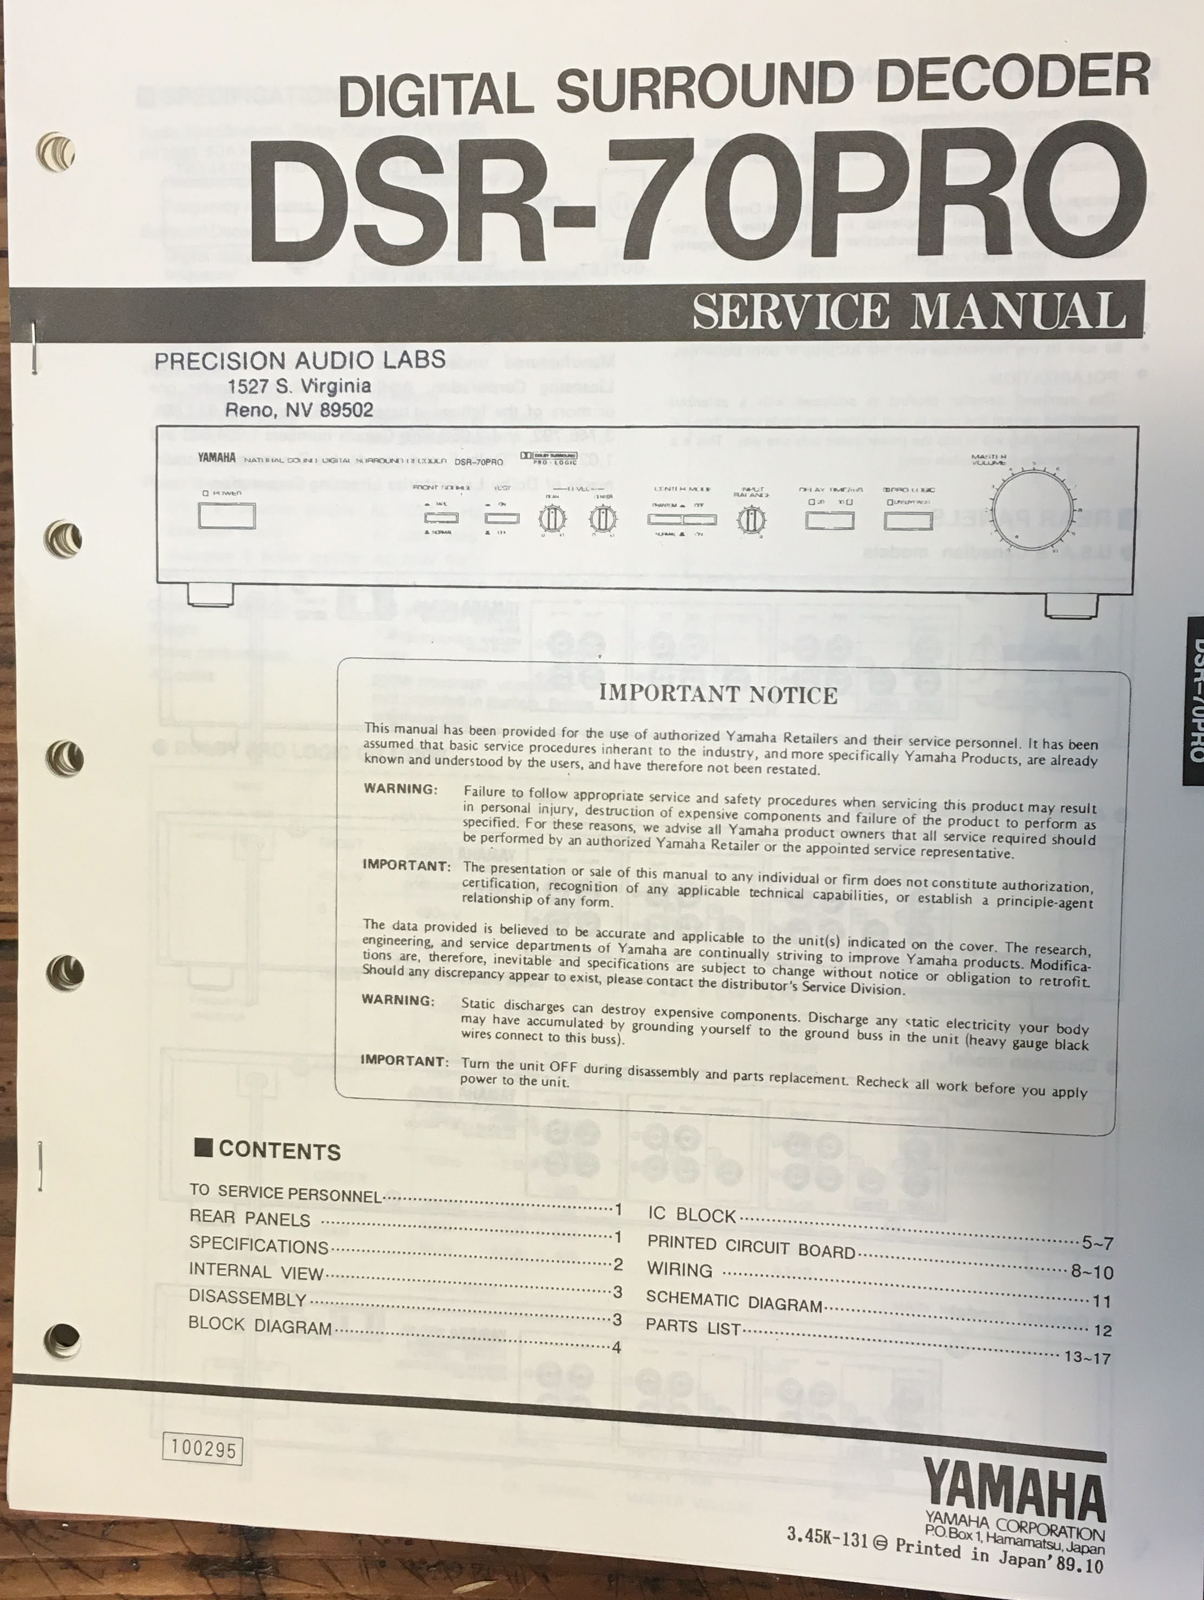 DIGITAL SURROUND DECODER
DSR-70PRO
SERVICE MANUAL
PRECISION AUDIO LABS
1527 S. Virginia
Reno, NV 89502
YAMAHA NATURAL SOUND DIGITAL SURROUND DECODER DSR-70PRO
DOLBY SURROUND
PRO · LOGIC
MASTER
VOLUME
POWER
CENTER MODE
INPUT
BALANCE
NORMAL
DSR-70PRO
IMPORTANT NOTICE
This manual has been provided for the use of authorized Yamaha Retailers and their service personnel. It has been
assumed that basic service procedures inherant to the industry, and more specifically Yamaha Products, are already
known and understood by the users, and have therefore not been restated.
WARNING: Failure to follow appropriate service and safety procedures when servicing this product may result
in personal injury, destruction of expensive components and failure of the product to perform as
specified. For these reasons, we advise all Yamaha product owners that all service required should
be performed by an authorized Yamaha Retailer or the appointed service representative.
IMPORTANT: The presentation or sale of this manual to any individual or firm does not constitute authorization,
certification, recognition of any applicable technical capabilities, or establish a principle-agent
relationship of any form.
The data provided is believed to be accurate and applicable to the unit(s) indicated on the cover. The research,
engineering, and service departments of Yamaha are continually striving to improve Yamaha products. Modifica-
tions are, therefore, inevitable and specifications are subject to change without notice or obligation to retrofit.
Should any discrepancy appear to exist, please contact the distributor's Service Division.
WARNING: Static discharges can destroy expensive components. Discharge any static electricity your body
may have accumulated by grounding yourself to the ground buss in the unit (heavy gauge black
wires connect to this buss).
IMPORTANT: Turn the unit OFF during disassembly and parts replacement. Recheck all work before you apply
power to the unit.
■ CONTENTS
TO SERVICE PERSONNEL 1
REAR PANELS 1
SPECIFICATIONS 2
INTERNAL VIEW 3
DISASSEMBLY 3
BLOCK DIAGRAM 4
IC BLOCK 5~7
PRINTED CIRCUIT BOARD 8~10
WIRING 11
SCHEMATIC DIAGRAM 12
PARTS LIST 13~17
100295
YAMAHA
YAMAHA CORPORATION
P.O.Box 1, Hamamatsu, Japan
3.45K-131 Printed in Japan '89.10